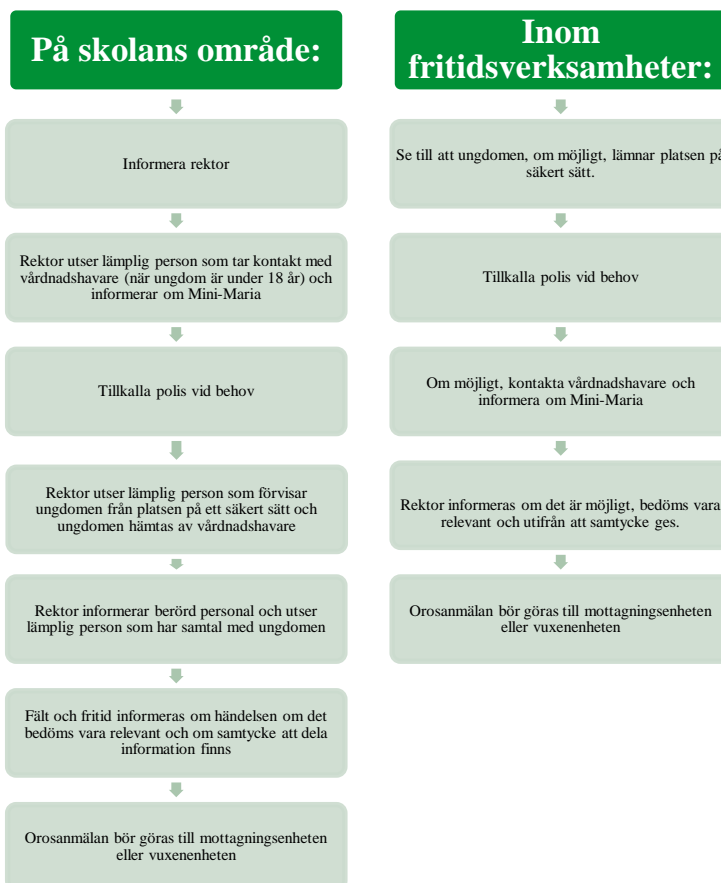 På skolans område:
Informera rektor
Rektor utser lämplig person som tar kontakt med
vårdnadshavare (när ungdom är under 18 år) och
informerar om Mini-Maria
Tillkalla polis vid behov
Rektor utser lämplig person som förvisar
ungdomen från platsen på ett säkert sätt och
ungdomen hämtas av vårdnadshavare
Rektor informerar berörd personal och utser
lämplig person som har samtal med ungdomen
Fält och fritid informeras om händelsen om det
bedöms vara relevant och om samtycke att dela
information finns
Orosanmälan bör göras till mottagningsenheten
eller vuxenenheten
Inom
fritidsverksamheter:
Se till att ungdomen, om möjligt, lämnar platsen på
säkert sätt.
Tillkalla polis vid behov
Om möjligt, kontakta vårdnadshavare och
informera om Mini-Maria
Rektor informeras om det är möjligt, bedöms vara
relevant och utifrån att samtycke ges.
Orosanmälan bör göras till mottagningsenheten
eller vuxenenheten